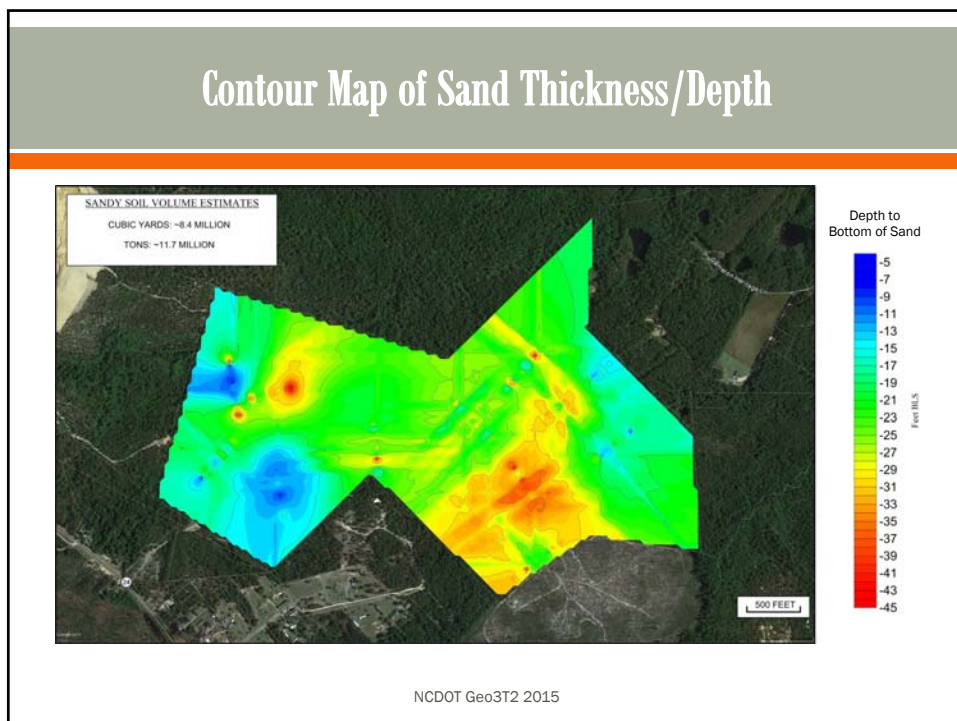 Contour Map of Sand Thickness/Depth
SANDY SOIL VOLUME ESTIMATES
CUBIC YARDS: ~8.4 MILLION
TONS: ~11.7 MILLION
Depth to
Bottom of Sand
-5
-7
-9
-11
-13
-15
-17
-19
-21
-23
-25
-27
-29
-31
-33
-35
-37
-39
-41
-43
-45
Feet BLS
24
500 FEET
NCDOT Geo3T2 2015